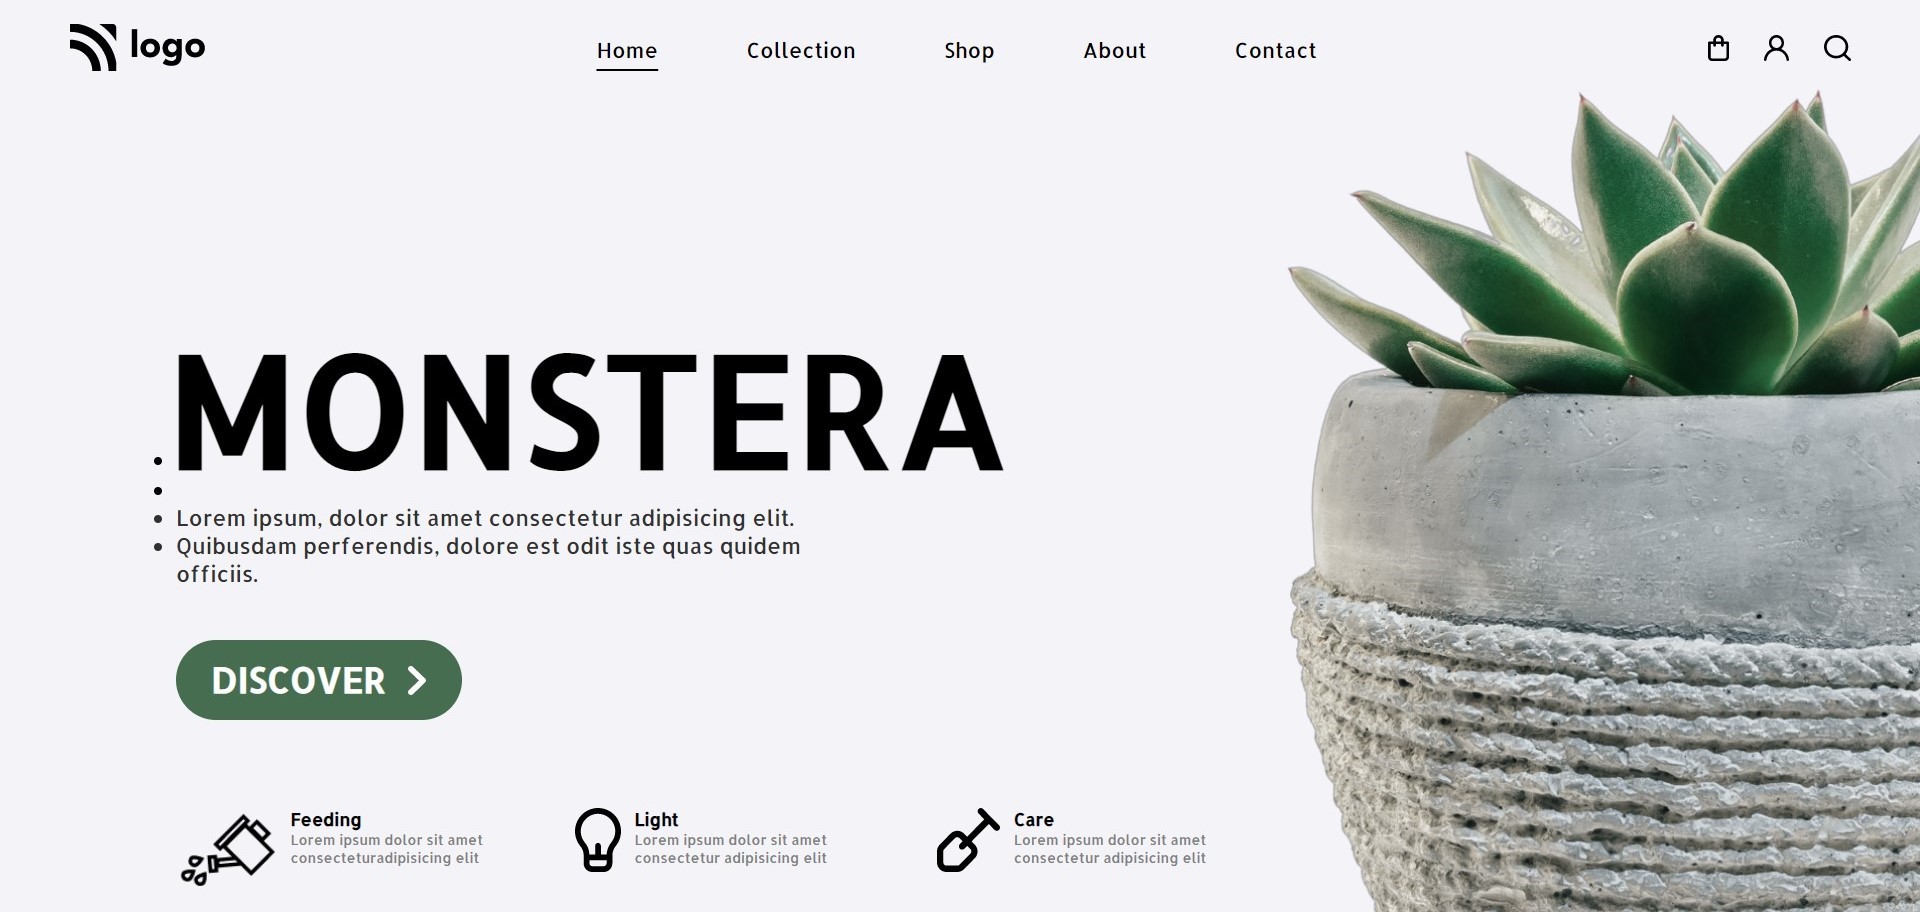 logo
Home
Collection
Shop
About
Contact
MONSTERA
Lorem ipsum, dolor sit amet consectetur adipisicing elit.
Quibusdam perferendis, dolore est odit iste quas quidem
officiis.
DISCOVER
Feeding
Lorem ipsum dolor sit amet
consecteturadipisicing elit
Light
Lorem ipsum dolor sit amet
consectetur adipisicing elit
Care
Lorem ipsum dolor sit amet
consectetur adipisicing elit